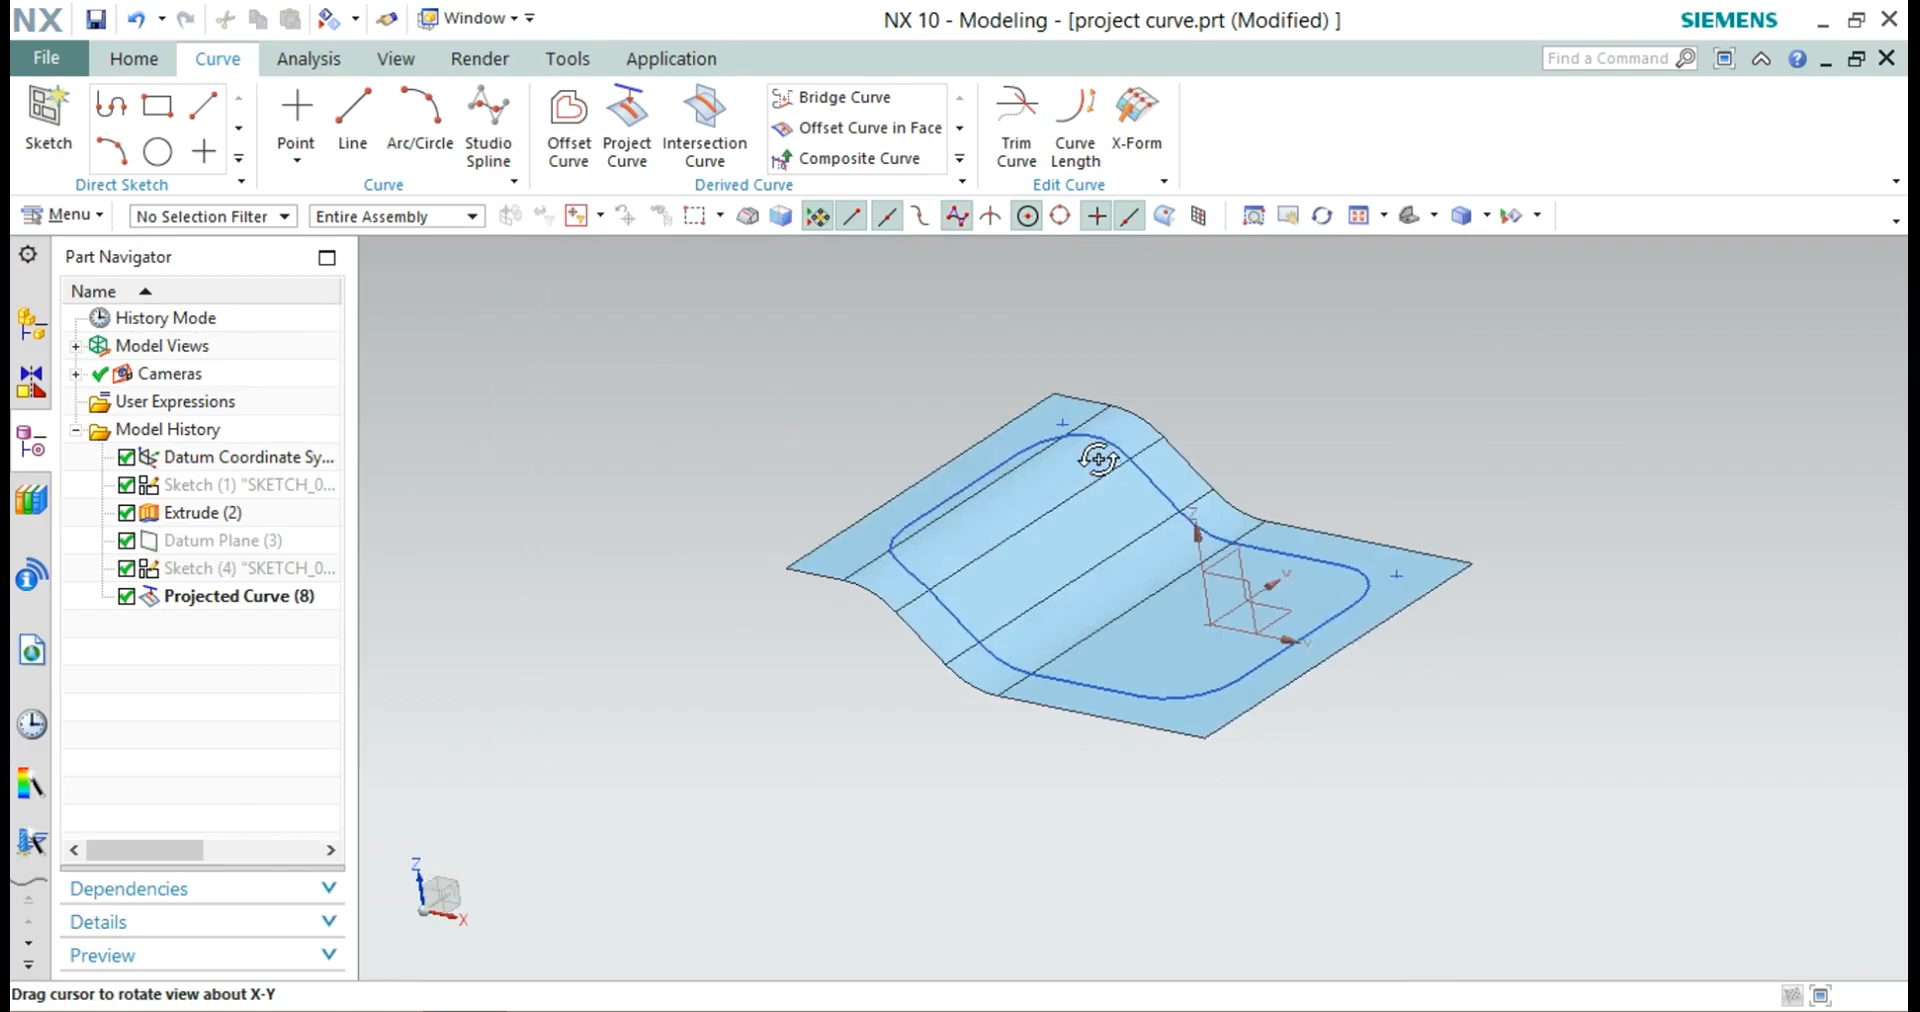 NX
Window
NX 10 - Modeling - [project curve.prt (Modified) ]
SIEMENS
File
Home
Curve
Analysis
View
Render
Tools
Application
Find a Command
Sketch
Point
Line
Arc/Circle
Studio
Spline
Offset
Curve
Project
Curve
Intersection
Curve
Bridge Curve
Offset Curve in Face
Composite Curve
Trim
Curve
Curve
Length
X-Form
Direct Sketch
Curve
Derived Curve
Edit Curve
Menu
No Selection Filter
Entire Assembly
Part Navigator
Name
History Mode
Model Views
Cameras
User Expressions
Model History
Datum Coordinate Sy...
Sketch (1) "SKETCH_0...
Extrude (2)
Datum Plane (3)
Sketch (4) "SKETCH_0...
Projected Curve (8)
Z
Z
X
Dependencies
Details
Preview
Drag cursor to rotate view about X-Y